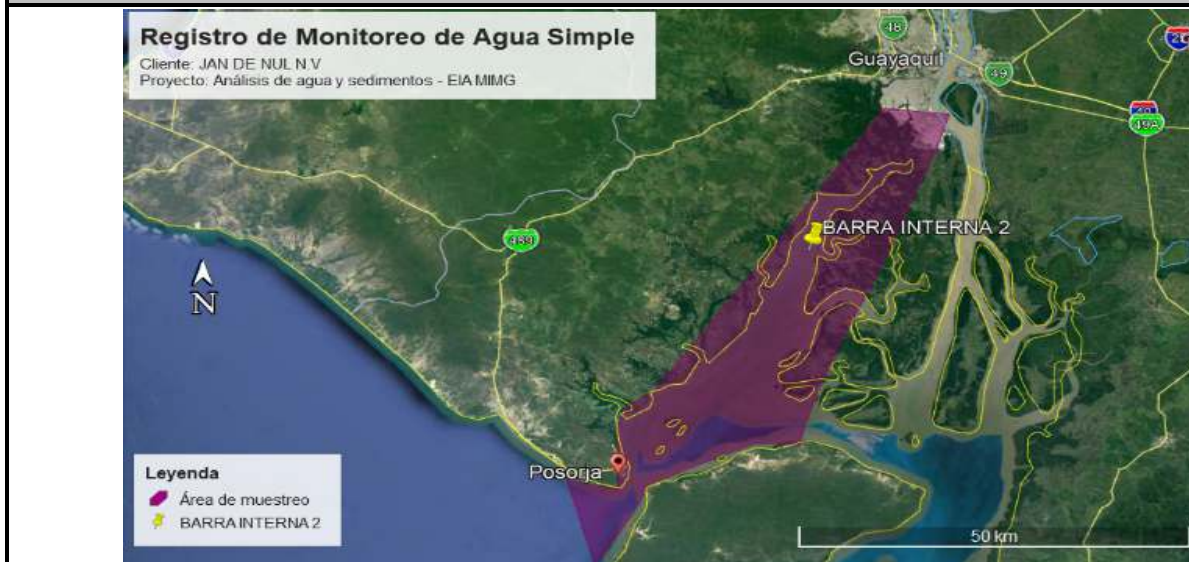 Registro de Monitoreo de Agua Simple
Cliente: JAN DE NUL N.V
Proyecto: Análisis de agua y sedimentos - EIA MIMG
48
Guayaquil
49
49A
489
BARRA INTERNA 2
N
Posorja
Leyenda
Área de muestreo
BARRA INTERNA 2
50 km